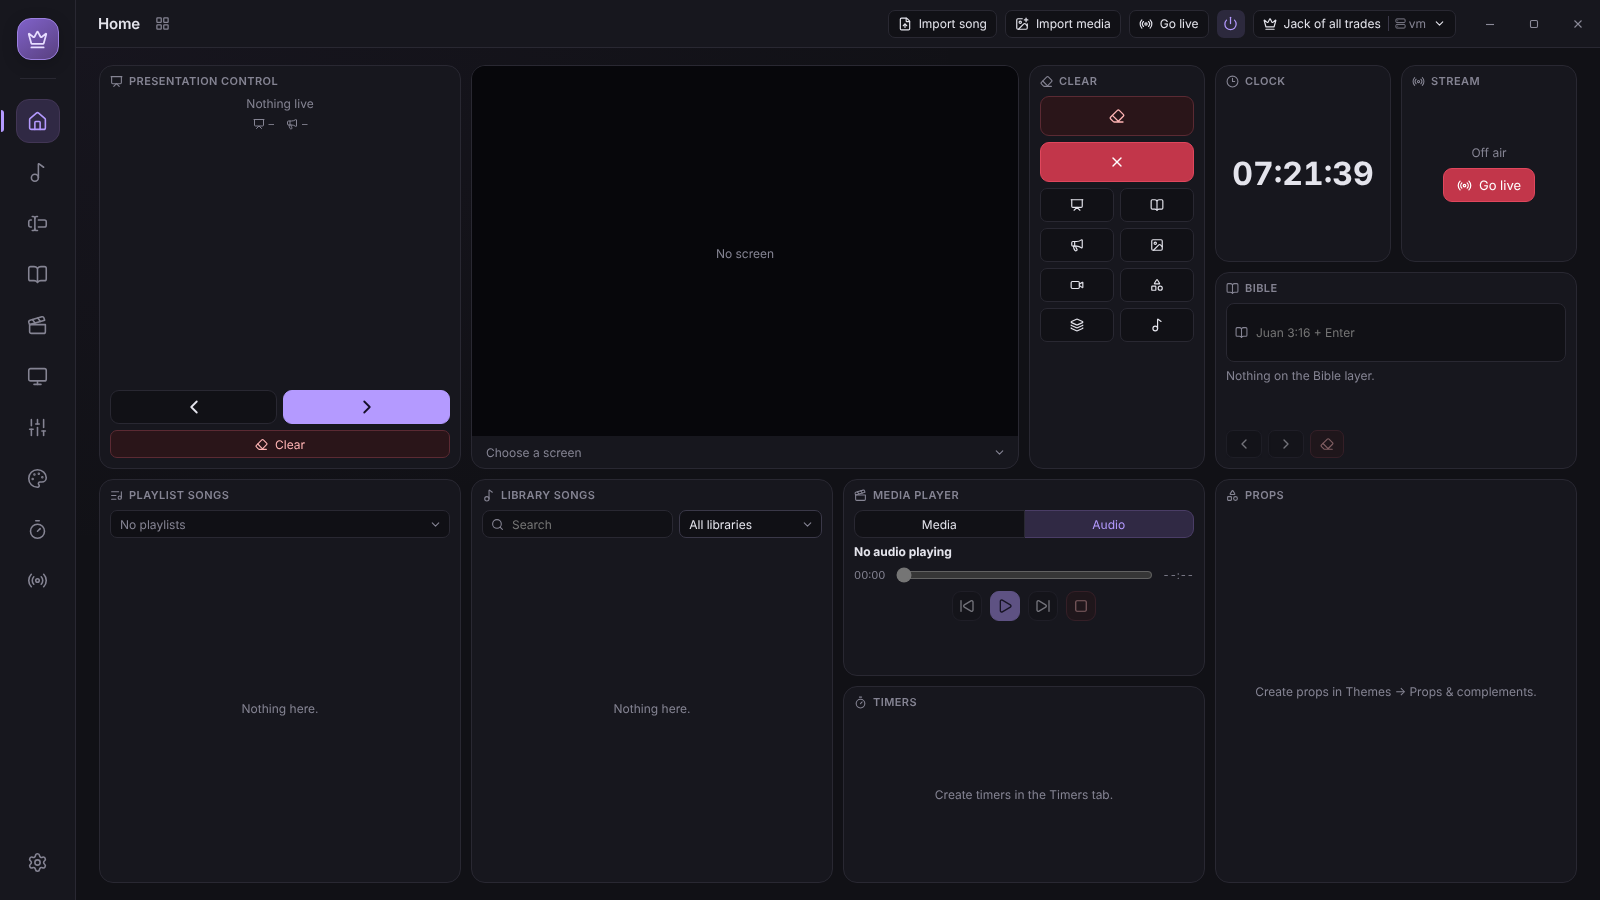 Home
Import song
Import media
Go live
Jack of all trades
vm
PRESENTATION CONTROL
Nothing live
–
–
Clear
No screen
Choose a screen
CLEAR
CLOCK
07:21:39
STREAM
Off air
Go live
BIBLE
Juan 3:16 + Enter
Nothing on the Bible layer.
PLAYLIST SONGS
No playlists
Nothing here.
LIBRARY SONGS
Search
All libraries
Nothing here.
MEDIA PLAYER
Media
Audio
No audio playing
00:00
--:--
TIMERS
Create timers in the Timers tab.
PROPS
Create props in Themes → Props & complements.